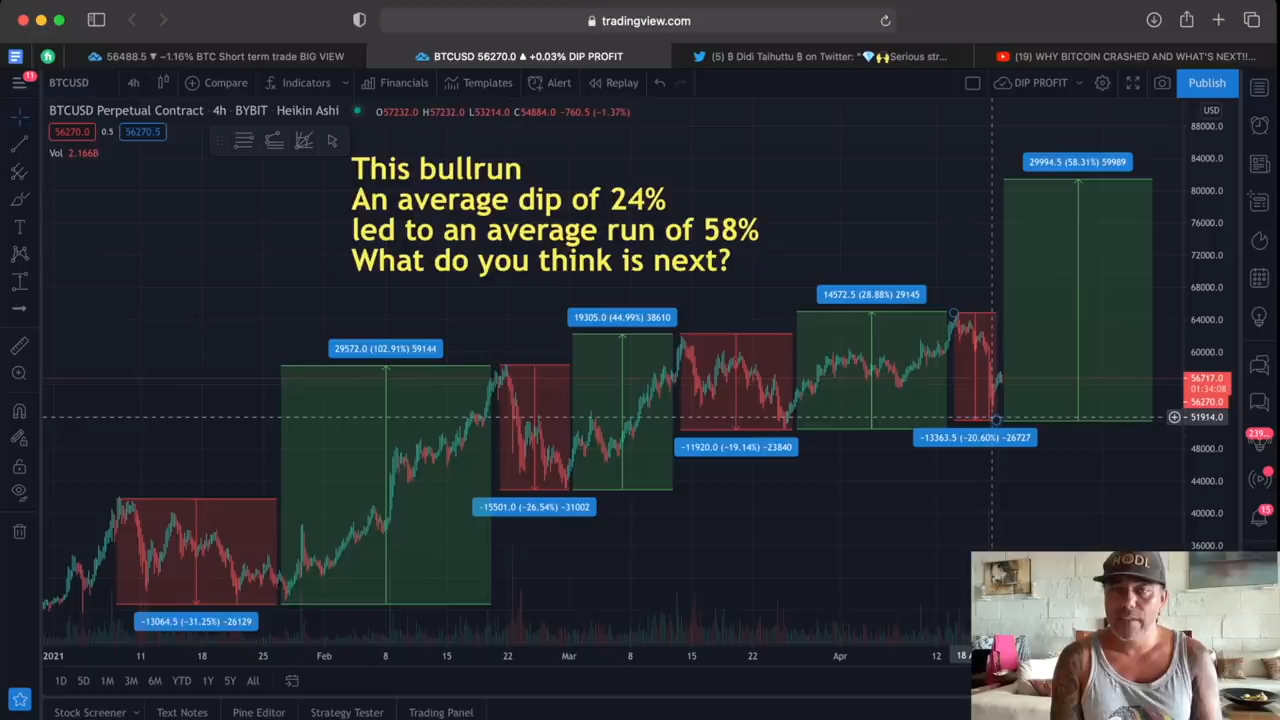 tradingview.com
56488.5 ▼ −1.16% BTC Short term trade BIG VIEW
BTCUSD 56270.0 ▲ +0.03% DIP PROFIT
(5) ₿ Didi Taihuttu ₿ on Twitter: "💎🙌Serious str...
(19) WHY BITCOIN CRASHED AND WHAT'S NEXT!!...
11
BTCUSD
4h
Compare
Indicators
Financials
Templates
Alert
Replay
DIP PROFIT
Publish
BTCUSD Perpetual Contract · 4h · BYBIT · Heikin Ashi
O57232.0 H57232.0 L53214.0 C54884.0 −760.5 (−1.37%)
USD
56270.0
0.5
56270.5
Vol 2.166B
This bullrun
An average dip of 24%
led to an average run of 58%
What do you think is next?
29994.5 (58.31%) 59989
14572.5 (28.88%) 29145
19305.0 (44.99%) 38610
29572.0 (102.91%) 59144
−13363.5 (−20.60%) −26727
−11920.0 (−19.14%) −23840
−15501.0 (−26.54%) −31002
−13064.5 (−31.25%) −26129
88000.0
84000.0
80000.0
76000.0
72000.0
68000.0
64000.0
60000.0
56717.0
01:34:08
56270.0
51914.0
48000.0
44000.0
40000.0
36000.0
239...
15
HODL
2021
11
18
25
Feb
8
15
22
Mar
8
15
22
Apr
12
1D
5D
1M
3M
6M
YTD
1Y
5Y
All
Stock Screener
Text Notes
Pine Editor
Strategy Tester
Trading Panel